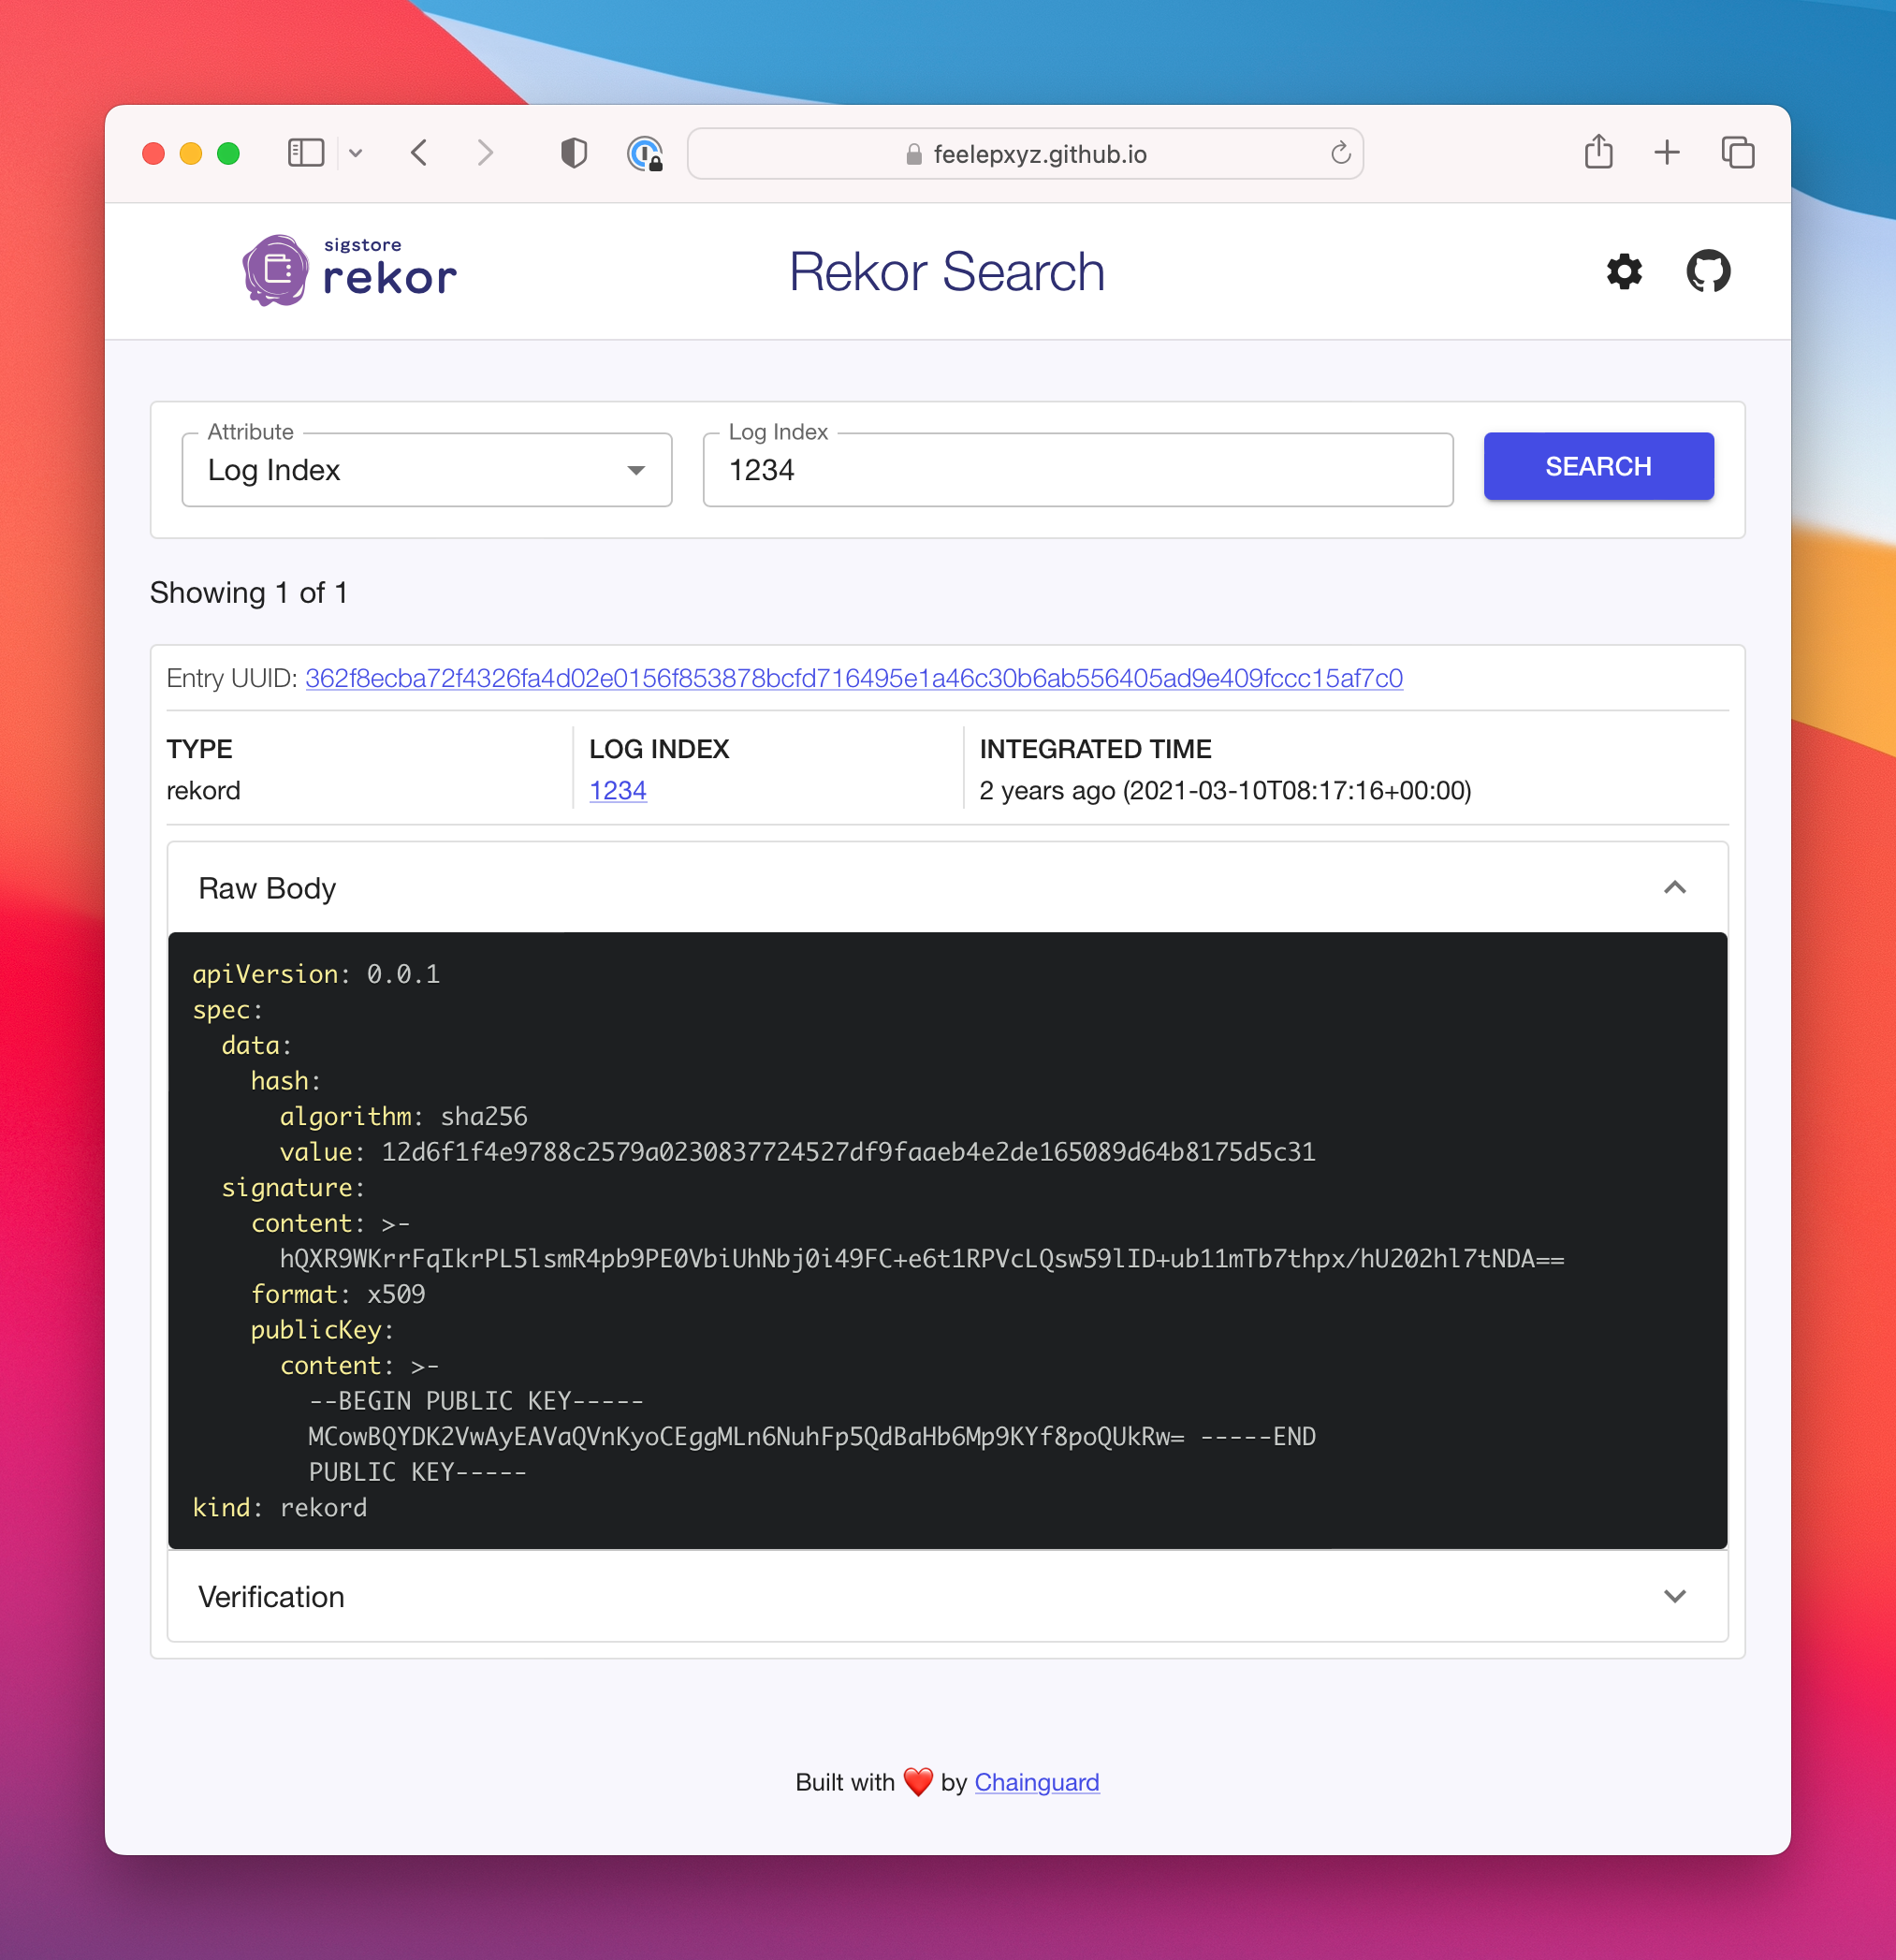 feelepxyz.github.io
sigstore
rekor
Rekor Search
Attribute
Log Index
Log Index
1234
SEARCH
Showing 1 of 1
Entry UUID: 362f8ecba72f4326fa4d02e0156f853878bcfd716495e1a46c30b6ab556405ad9e409fccc15af7c0
TYPE
rekord
LOG INDEX
1234
INTEGRATED TIME
2 years ago (2021-03-10T08:17:16+00:00)
Raw Body
apiVersion: 0.0.1
spec:
  data:
    hash:
      algorithm: sha256
      value: 12d6f1f4e9788c2579a0230837724527df9faaeb4e2de165089d64b8175d5c31
  signature:
    content: >-
      hQXR9WKrrFqIkrPL5lsmR4pb9PE0VbiUhNbj0i49FC+e6t1RPVcLQsw59lID+ub11mTb7thpx/hU202hl7tNDA==
    format: x509
    publicKey:
      content: >-
        --BEGIN PUBLIC KEY-----
        MCowBQYDK2VwAyEAVaQVnKyoCEggMLn6NuhFp5QdBaHb6Mp9KYf8poQUkRw= -----END
        PUBLIC KEY-----
kind: rekord
Verification
Built with ❤️ by Chainguard